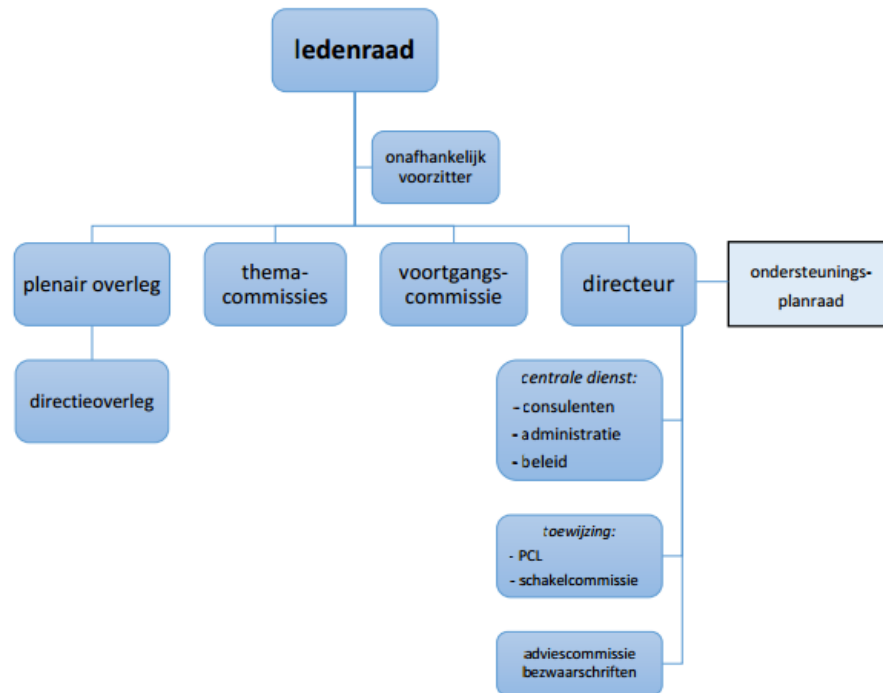 ledenraad
onafhankelijk
voorzitter
plenair overleg
thema-
commissies
voortgangs-
commissie
directeur
ondersteunings-
planraad
directieoverleg
centrale dienst:
- consulenten
- administratie
- beleid
toewijzing:
- PCL
- schakelcommissie
adviescommissie
bezwaarschriften